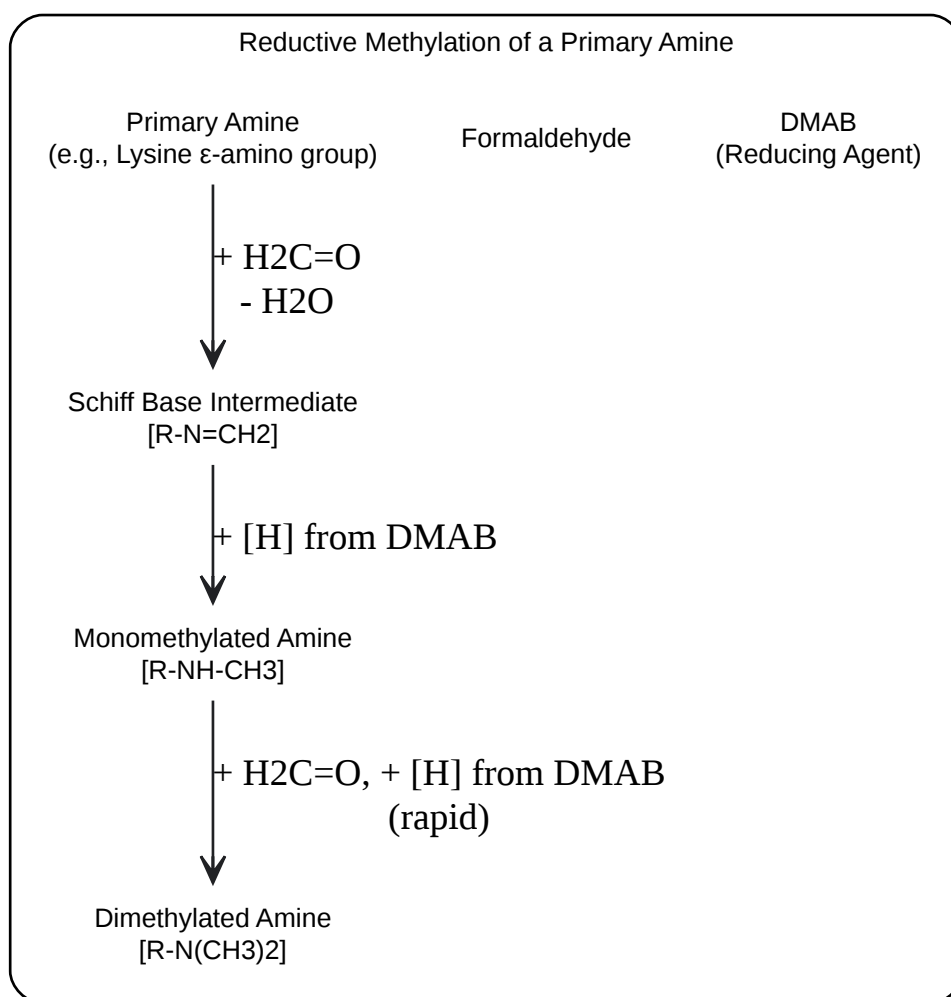 Reductive Methylation of a Primary Amine
Primary Amine
(e.g., Lysine ε-amino group)
Formaldehyde
DMAB
(Reducing Agent)
+ H2C=O
- H2O
Schiff Base Intermediate
[R-N=CH2]
+ [H] from DMAB
Monomethylated Amine
[R-NH-CH3]
+ H2C=O, + [H] from DMAB
(rapid)
Dimethylated Amine
[R-N(CH3)2]